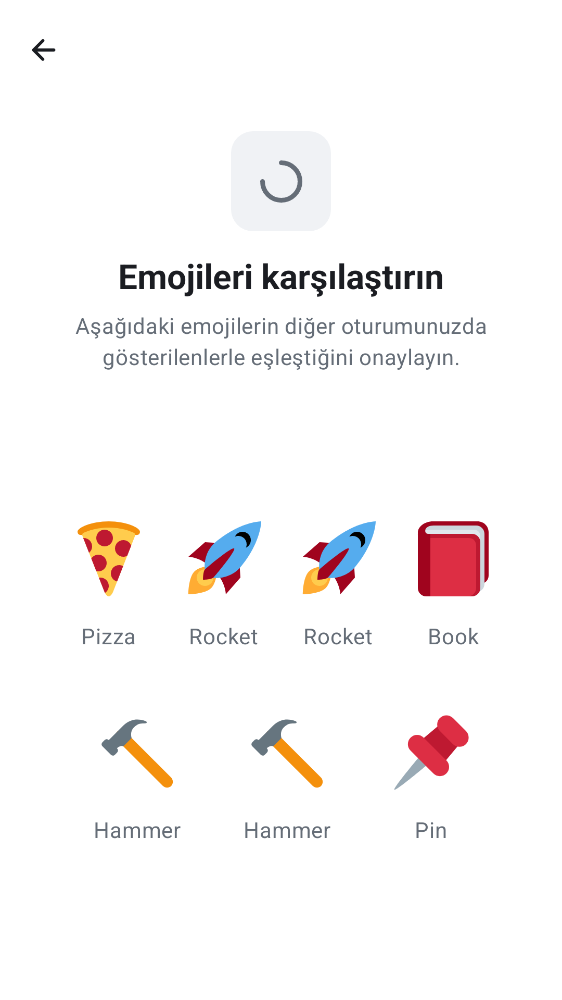 Emojileri karşılaştırın
Aşağıdaki emojilerin diğer oturumunuzda
gösterilenlerle eşleştiğini onaylayın.
Pizza Rocket Rocket Book
Hammer Hammer Pin